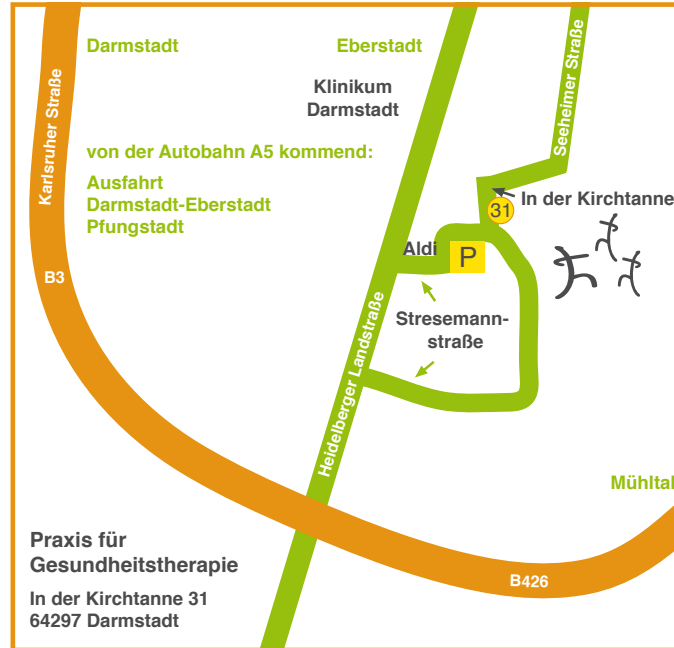 Darmstadt
Eberstadt
Klinikum
Darmstadt
Karlsruher Straße
Seeheimer Straße
von der Autobahn A5 kommend:
Ausfahrt
Darmstadt-Eberstadt
Pfungstadt
In der Kirchtanne
31
Aldi
P
B3
Stresemann-
straße
Heidelberger Landstraße
Mühltal
Praxis für
Gesundheitstherapie
B426
In der Kirchtanne 31
64297 Darmstadt